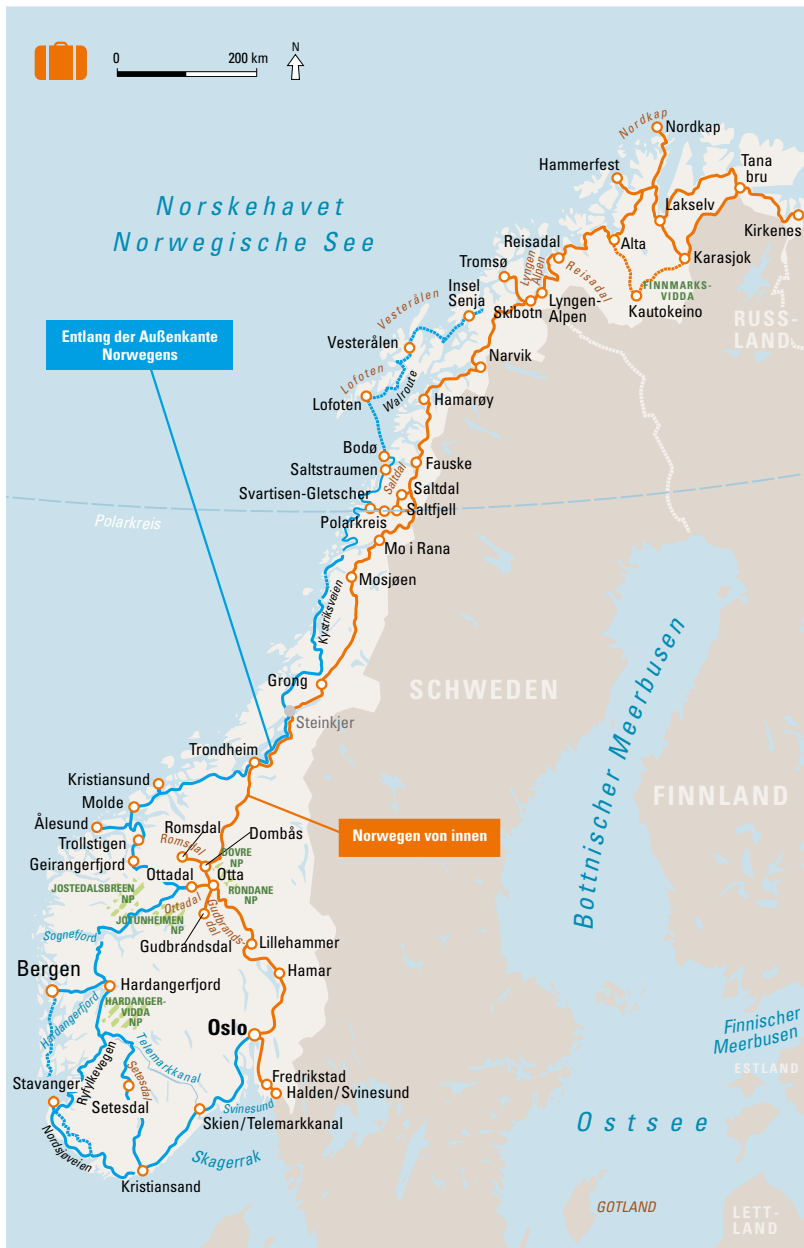 0
200 km
N
Nordkap
Nordkap
Hammerfest
Tana
bru
Norskehavet
Norwegische See
Lakselv
Kirkenes
Reisadal
Alta
Tromsø
Lyngen
Alpen
Reisadal
Karasjok
Insel
Senja
FINNMARKS-
VIDDA
Vesterålen
Skibotn
Lyngen-
Alpen
Kautokeino
RUSS-
LAND
Entlang der Außenkante
Norwegens
Vesterålen
Narvik
Lofoten
Walroute
Lofoten
Hamarøy
Bodø
Saltstraumen
Fauske
Saltdal
Saltdal
Svartisen-Gletscher
Polarkreis
Polarkreis
Saltfjell
Mo i Rana
Mosjøen
Kystriksveien
Bottnischer Meerbusen
Grong
SCHWEDEN
Steinkjer
Trondheim
Kristiansund
FINNLAND
Molde
Ålesund
Romsdal
Dombås
Norwegen von innen
Trollstigen
Romsdal
DOVRE
NP
Geirangerfjord
Ottadal
Otta
JOSTEDALSBREEN
NP
RONDANE
NP
Ottadal
JOTUNHEIMEN
NP
Gudbrands-
dal
Sognefjord
Gudbrandsdal
Lillehammer
Bergen
Hamar
Hardangerfjord
Hardangerfjord
HARDANGER-
VIDDA
NP
Oslo
Finnischer
Meerbusen
Telemarkkanal
ESTLAND
Stavanger
Ryfylkevegen
Setesdal
Fredrikstad
Halden/Svinesund
Setesdal
Svinesund
Skien/Telemarkkanal
Ostsee
Nordsjøveien
Skagerrak
Kristiansand
GOTLAND
LETT-
LAND